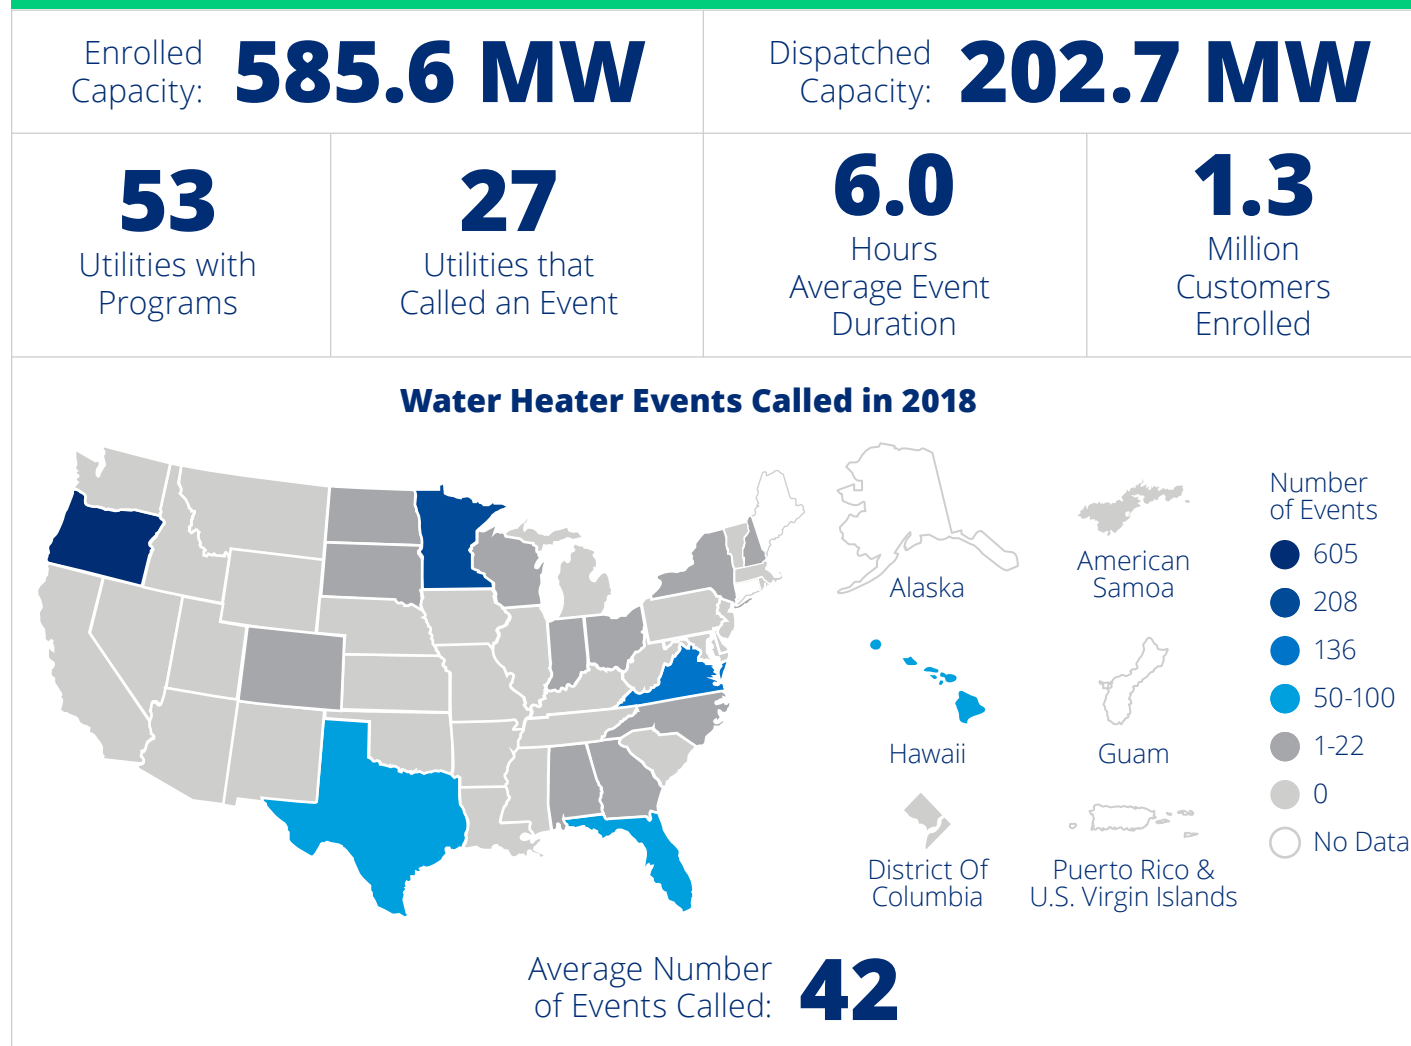 Enrolled
Capacity:
585.6 MW
Dispatched
Capacity:
202.7 MW
53
Utilities with
Programs
27
Utilities that
Called an Event
6.0
Hours
Average Event
Duration
1.3
Million
Customers
Enrolled
Water Heater Events Called in 2018
Alaska
American
Samoa
Hawaii
Guam
District Of
Columbia
Puerto Rico &
U.S. Virgin Islands
Number
of Events
605
208
136
50-100
1-22
0
No Data
Average Number
of Events Called:
42